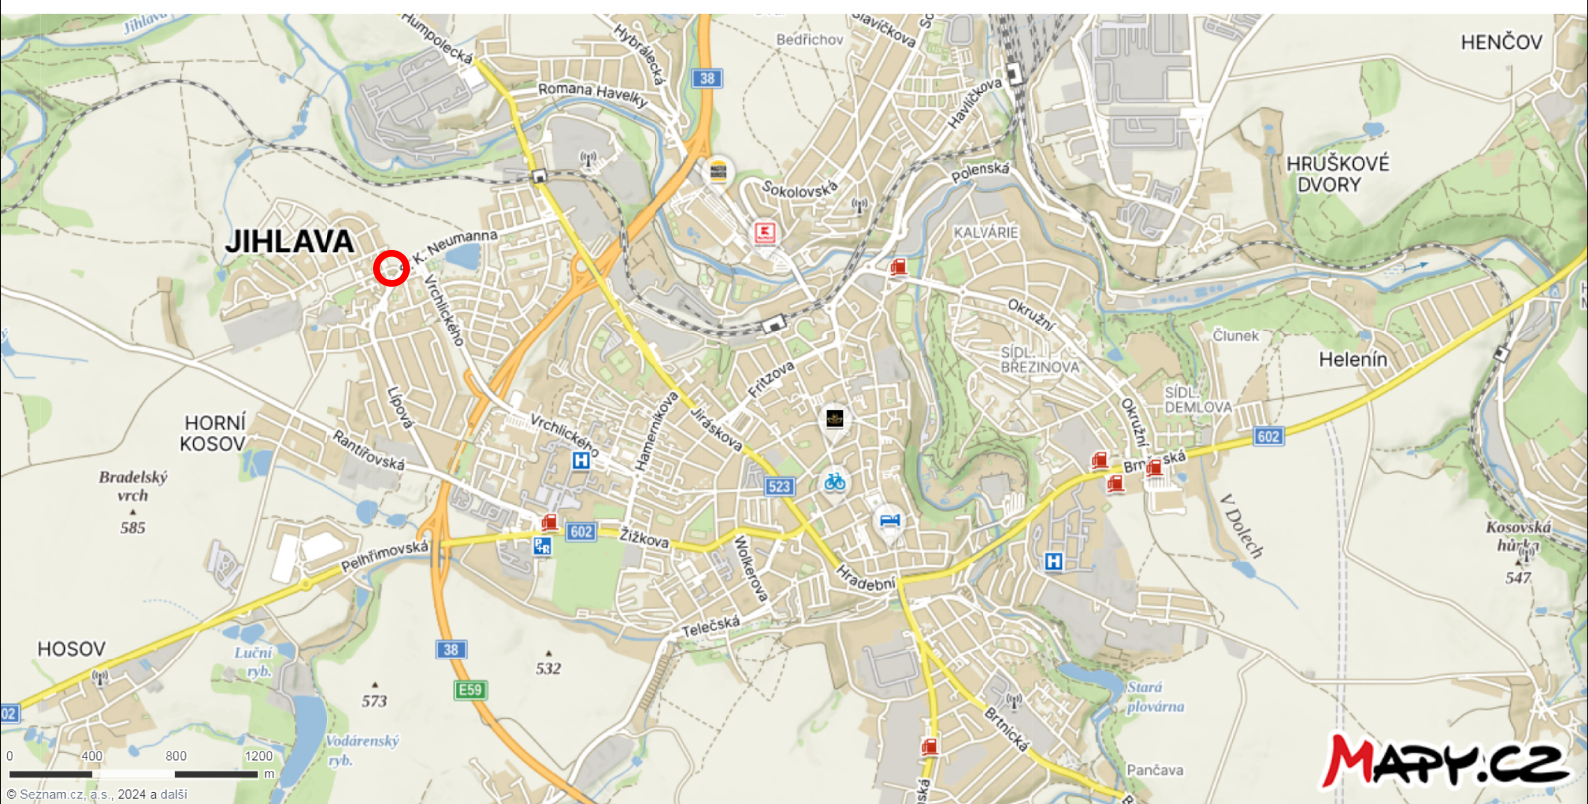 Jihlava
Humpolecká
Hybrálecká
Slavíčkova
Bedřichov
HENČOV
38
Romana Havelky
Havlíčkova
HRUŠKOVÉ
DVORY
Polenská
Sokolovská
KALVÁRIE
JIHLAVA
K. Neumanna
Vrchlického
Okružní
Člunek
SÍDL.
BŘEZINOVA
Helenín
Fritzova
Lípová
Hamerníkova
Jiráskova
SÍDL.
DEMLOVA
Okružní
HORNÍ
KOSOV
Rantířovská
Vrchlického
H
602
Bradelský
vrch
585
523
V Dolech
Kosovská
547
602
Žižkova
P+R
Pelhřimovská
Wolkerova
Hradební
H
Telečská
HOSOV
Luční
ryb.
38
532
E59
573
Stará
plovárna
02
Vodárenský
ryb.
Brtnická
Pančava
0 400 800 1200
m
MAPY.CZ
© Seznam.cz, a.s., 2024 a další